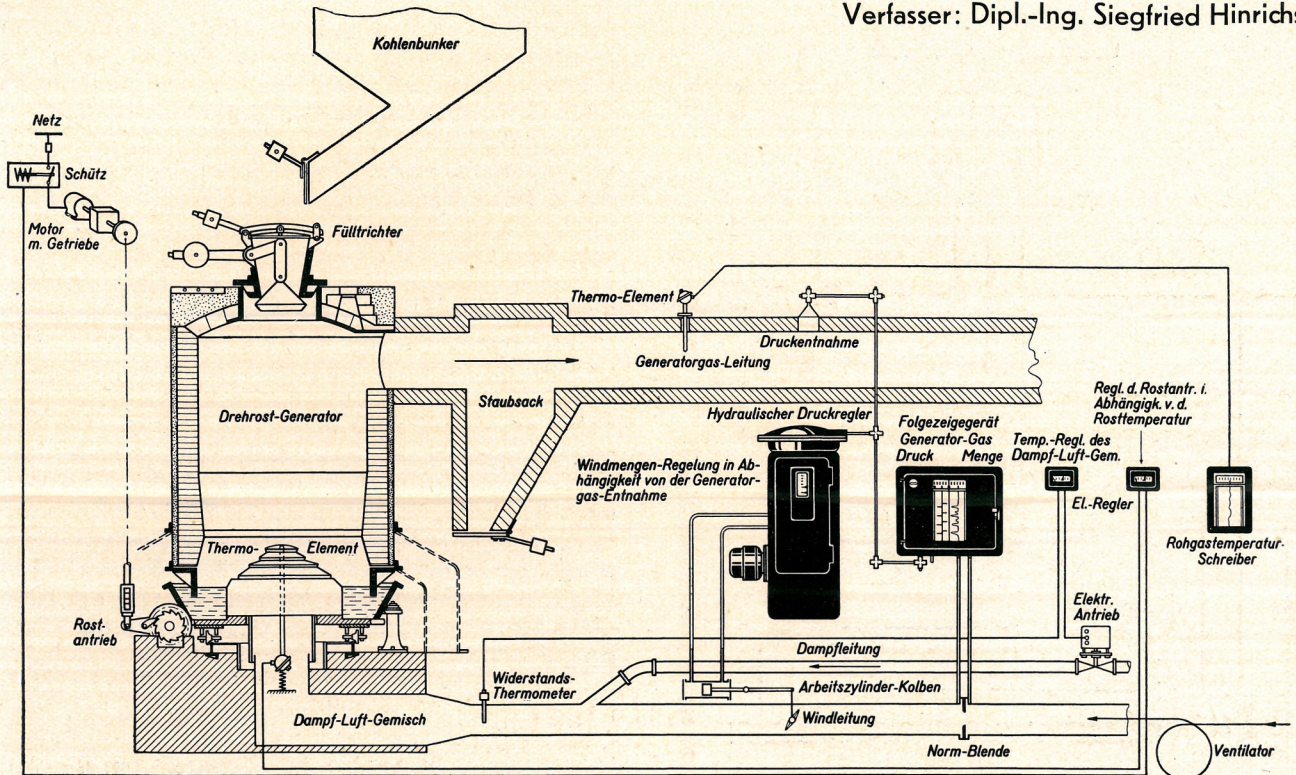 Verfasser: Dipl.-Ing. Siegfried Hinrichs
Kohlenbunker
Netz
Schütz
Motor
m. Getriebe
Fülltrichter
Thermo-Element
Druckentnahme
Generatorgas-Leitung
Drehrost-Generator
Staubsack
Hydraulischer Druckregler
Regl. d. Rostantr. i.
Abhängigk. v. d.
Rosttemperatur
Folgezeigegerät
Generator-Gas
Druck Menge
Temp.-Regl. des
Dampf-Luft-Gem.
Windmengen-Regelung in Ab-
hängigkeit von der Generator-
gas-Entnahme
El.-Regler
Rohgastemperatur-
Schreiber
Thermo- Element
Rost-
antrieb
Elektr.
Antrieb
Dampfleitung
Widerstands-
Thermometer
Arbeitszylinder-Kolben
Dampf-Luft-Gemisch
Windleitung
Norm-Blende
Ventilator